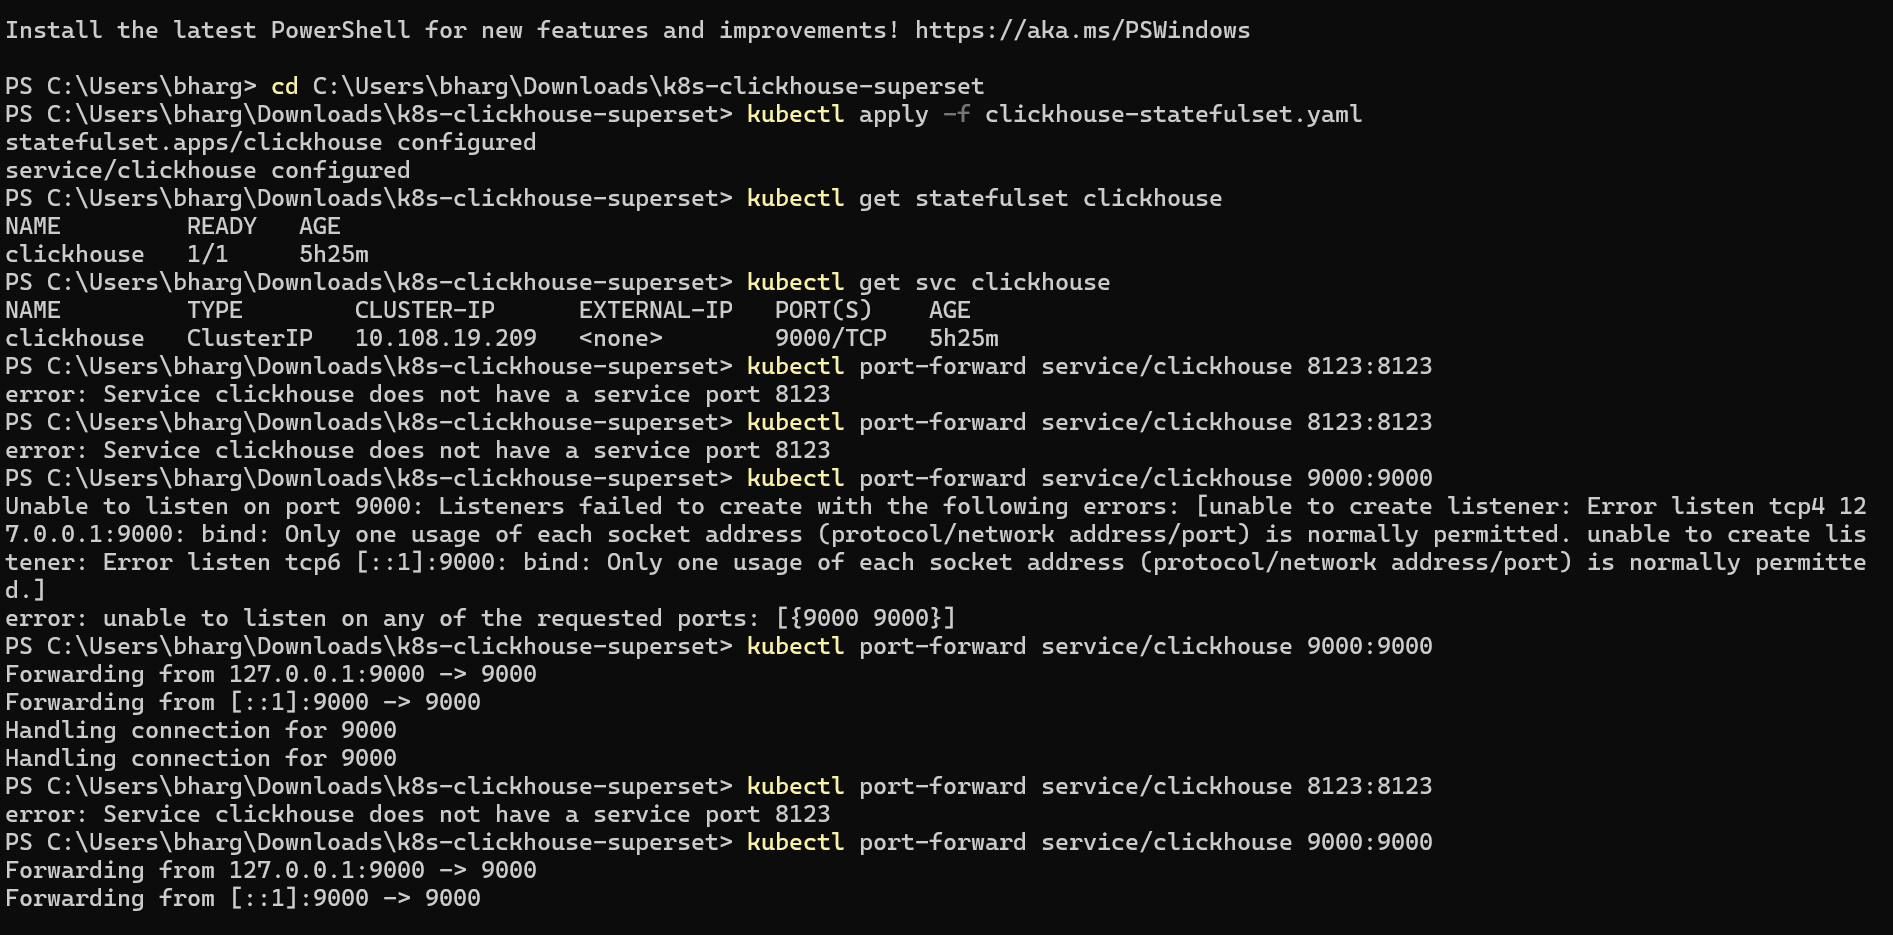 Install the latest PowerShell for new features and improvements! https://aka.ms/PSWindows
PS C:\Users\bharg> cd C:\Users\bharg\Downloads\k8s-clickhouse-superset
PS C:\Users\bharg\Downloads\k8s-clickhouse-superset> kubectl apply -f clickhouse-statefulset.yaml
statefulset.apps/clickhouse configured
service/clickhouse configured
PS C:\Users\bharg\Downloads\k8s-clickhouse-superset> kubectl get statefulset clickhouse
NAME         READY   AGE
clickhouse   1/1     5h25m
PS C:\Users\bharg\Downloads\k8s-clickhouse-superset> kubectl get svc clickhouse
NAME         TYPE        CLUSTER-IP      EXTERNAL-IP   PORT(S)    AGE
clickhouse   ClusterIP   10.108.19.209   <none>        9000/TCP   5h25m
PS C:\Users\bharg\Downloads\k8s-clickhouse-superset> kubectl port-forward service/clickhouse 8123:8123
error: Service clickhouse does not have a service port 8123
PS C:\Users\bharg\Downloads\k8s-clickhouse-superset> kubectl port-forward service/clickhouse 8123:8123
error: Service clickhouse does not have a service port 8123
PS C:\Users\bharg\Downloads\k8s-clickhouse-superset> kubectl port-forward service/clickhouse 9000:9000
Unable to listen on port 9000: Listeners failed to create with the following errors: [unable to create listener: Error listen tcp4 12
7.0.0.1:9000: bind: Only one usage of each socket address (protocol/network address/port) is normally permitted. unable to create lis
tener: Error listen tcp6 [::1]:9000: bind: Only one usage of each socket address (protocol/network address/port) is normally permitte
d.]
error: unable to listen on any of the requested ports: [{9000 9000}]
PS C:\Users\bharg\Downloads\k8s-clickhouse-superset> kubectl port-forward service/clickhouse 9000:9000
Forwarding from 127.0.0.1:9000 -> 9000
Forwarding from [::1]:9000 -> 9000
Handling connection for 9000
Handling connection for 9000
PS C:\Users\bharg\Downloads\k8s-clickhouse-superset> kubectl port-forward service/clickhouse 8123:8123
error: Service clickhouse does not have a service port 8123
PS C:\Users\bharg\Downloads\k8s-clickhouse-superset> kubectl port-forward service/clickhouse 9000:9000
Forwarding from 127.0.0.1:9000 -> 9000
Forwarding from [::1]:9000 -> 9000